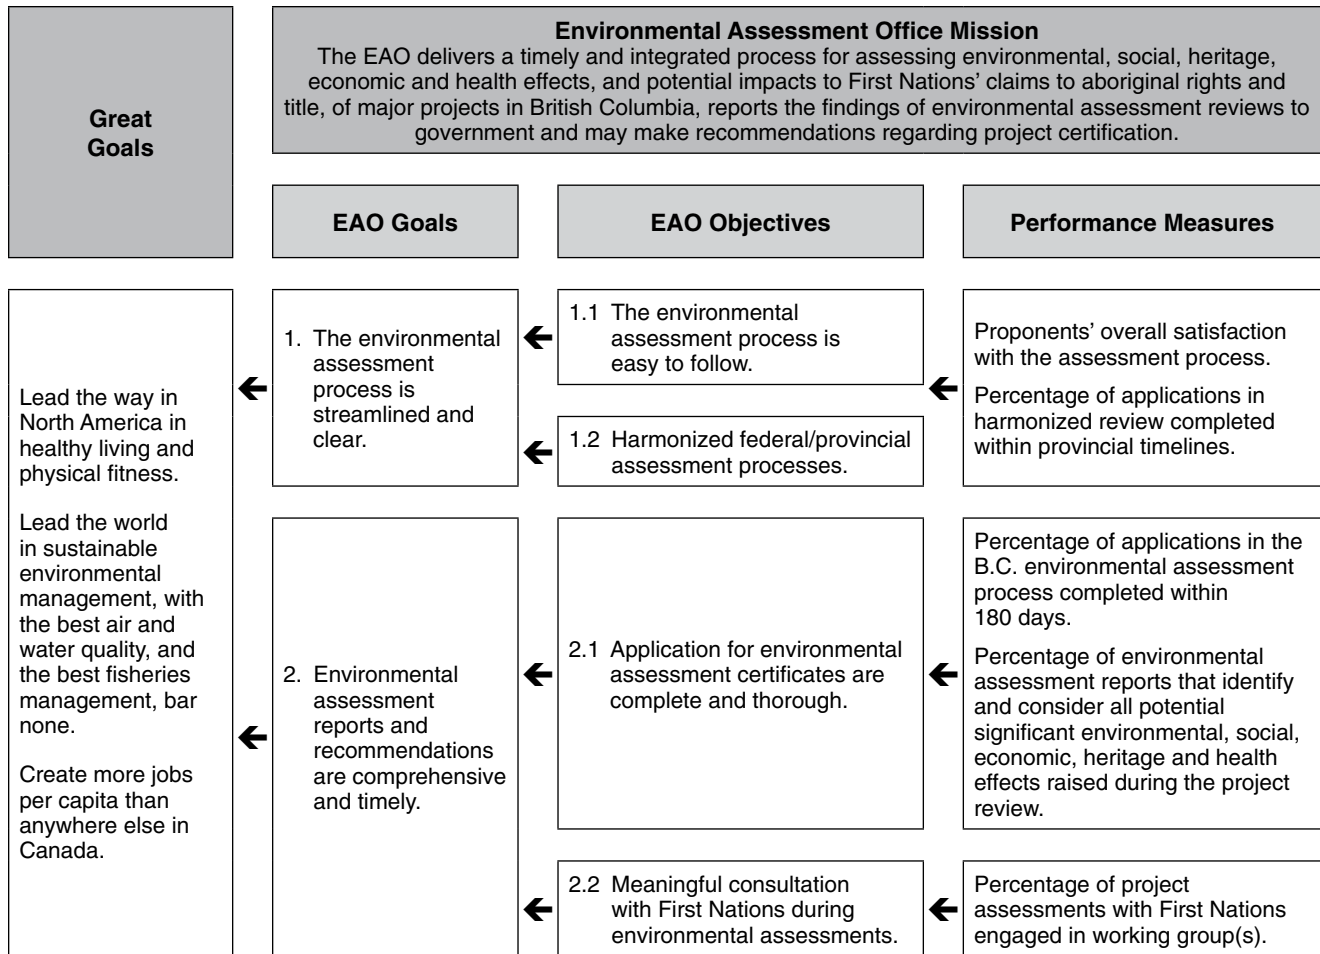 Great
Goals
Environmental Assessment Office Mission
The EAO delivers a timely and integrated process for assessing environmental, social, heritage,
economic and health effects, and potential impacts to First Nations’ claims to aboriginal rights and
title, of major projects in British Columbia, reports the findings of environmental assessment reviews to
government and may make recommendations regarding project certification.
EAO Goals
EAO Objectives
Performance Measures
Lead the way in
North America in
healthy living and
physical fitness.
Lead the world
in sustainable
environmental
management, with
the best air and
water quality, and
the best fisheries
management, bar
none.
Create more jobs
per capita than
anywhere else in
Canada.
1. The environmental
assessment
process is
streamlined and
clear.
1.1 The environmental
assessment process is
easy to follow.
1.2 Harmonized federal/provincial
assessment processes.
Proponents’ overall satisfaction
with the assessment process.
Percentage of applications in
harmonized review completed
within provincial timelines.
2. Environmental
assessment
reports and
recommendations
are comprehensive
and timely.
2.1 Application for environmental
assessment certificates are
complete and thorough.
Percentage of applications in the
B.C. environmental assessment
process completed within
180 days.
Percentage of environmental
assessment reports that identify
and consider all potential
significant environmental, social,
economic, heritage and health
effects raised during the project
review.
2.2 Meaningful consultation
with First Nations during
environmental assessments.
Percentage of project
assessments with First Nations
engaged in working group(s).